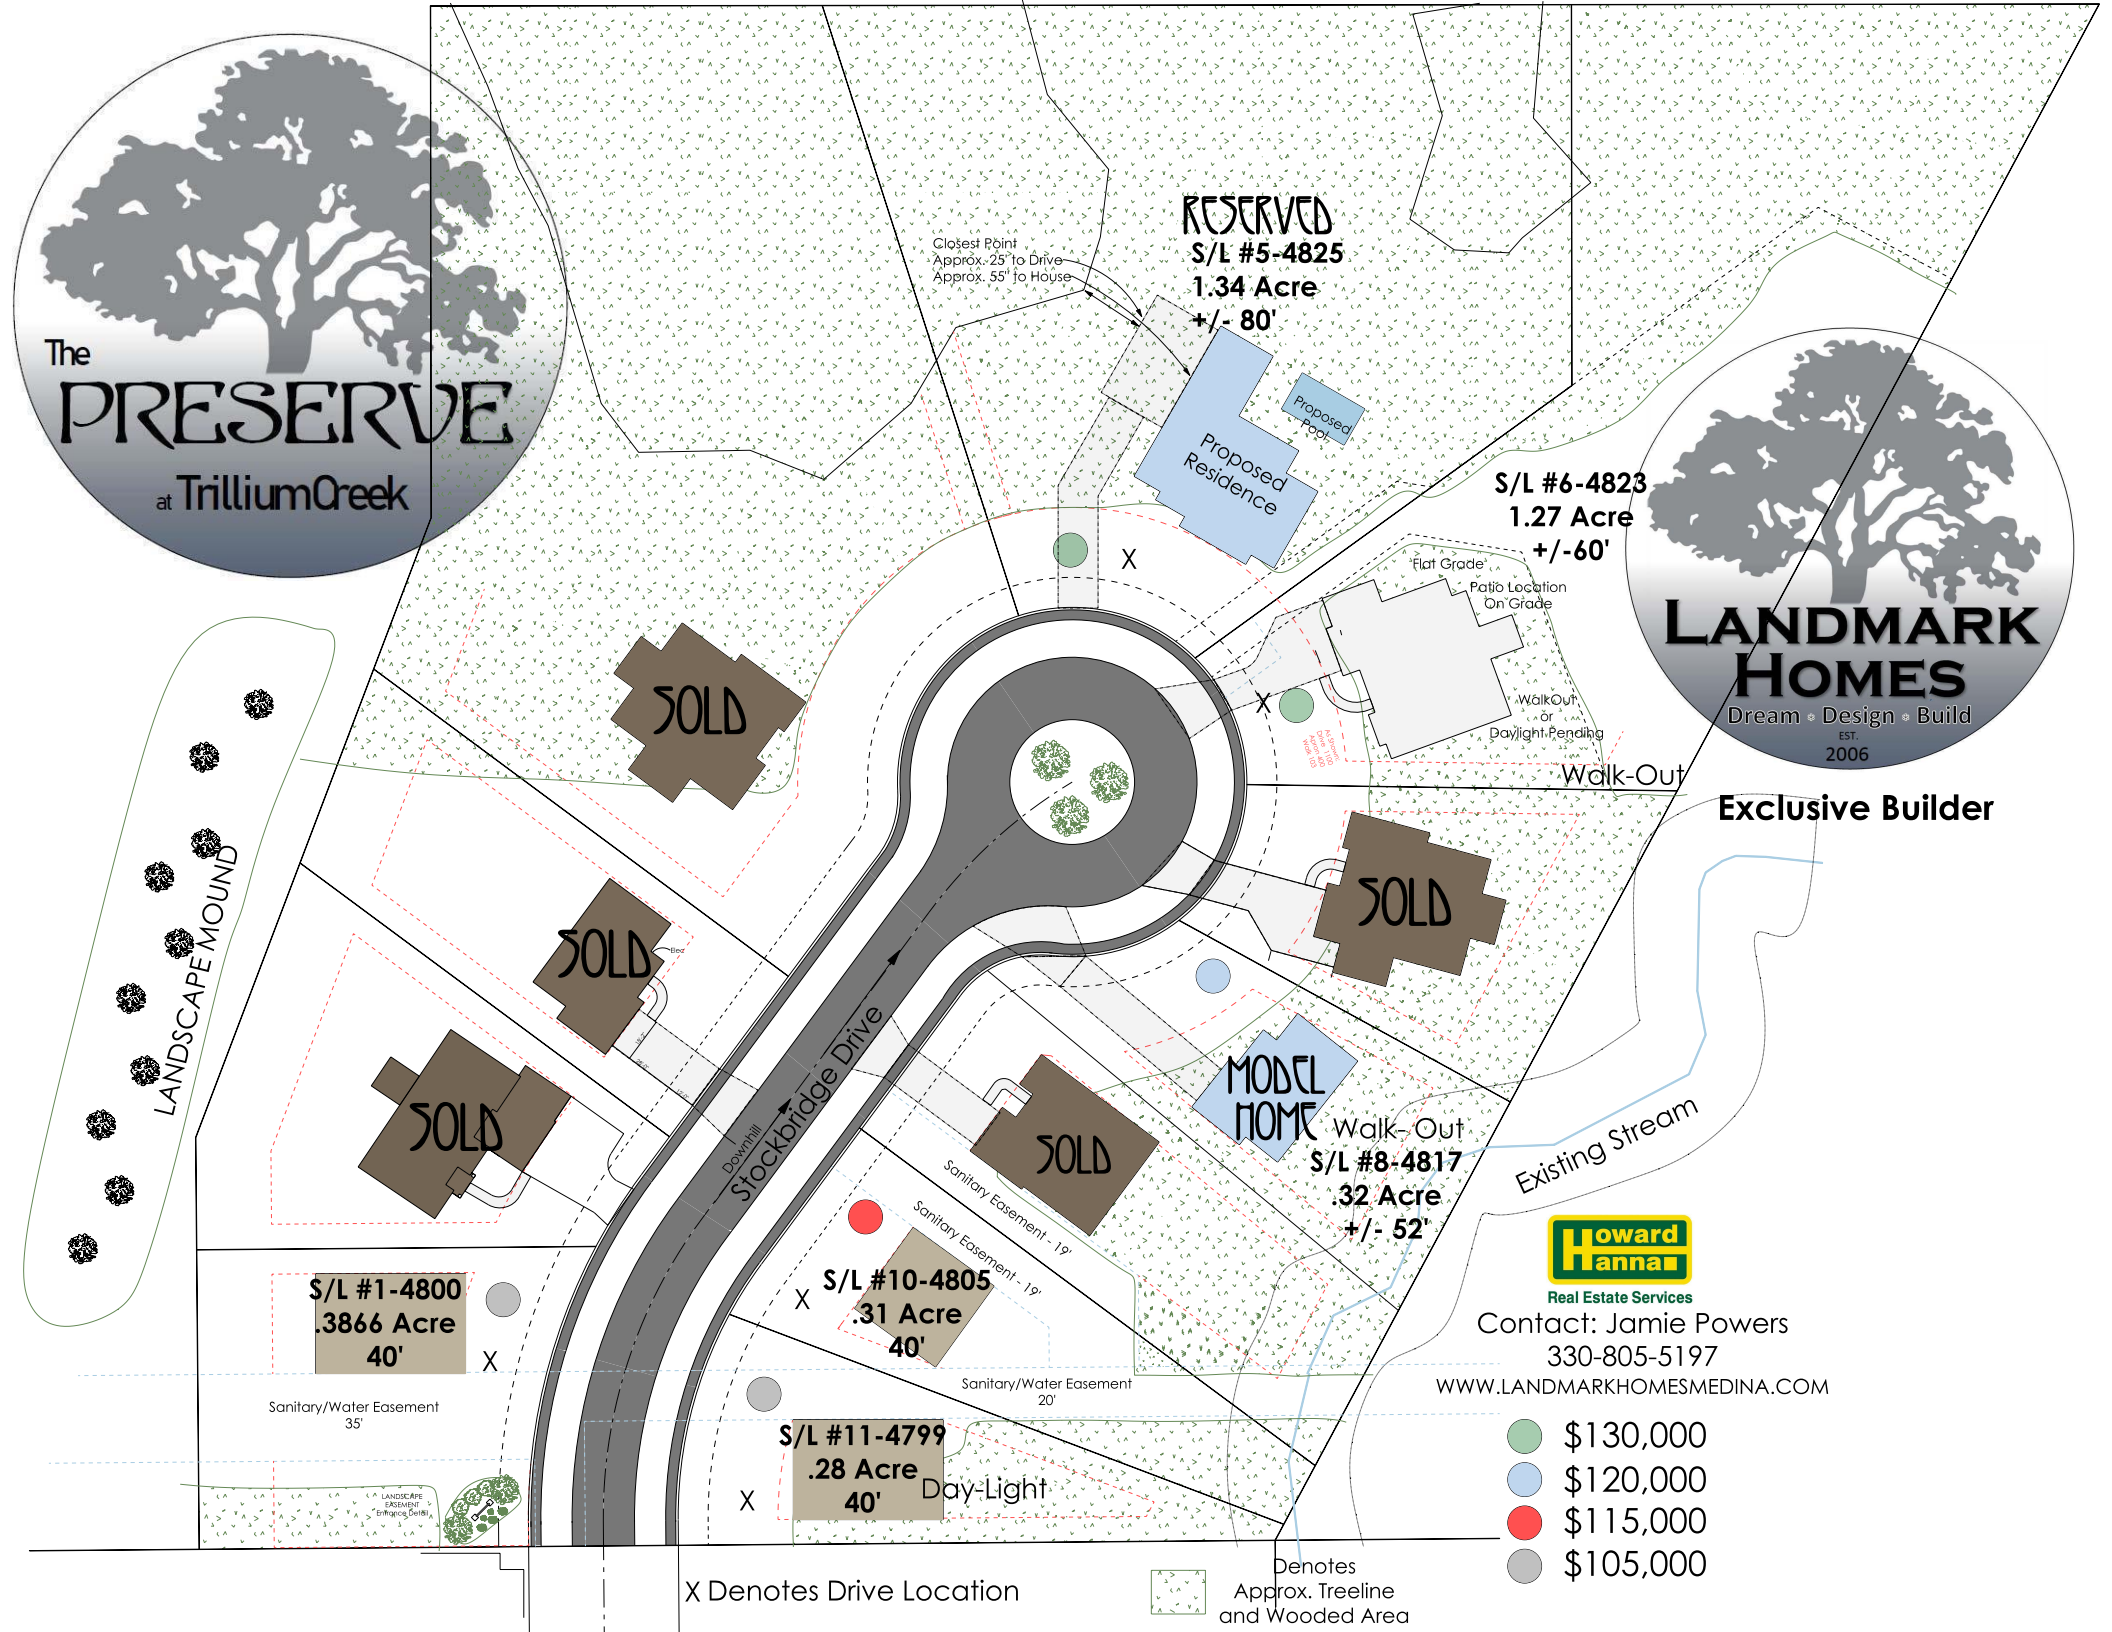 The
PRESERVE
at TrilliumCreek
RESERVED
S/L #5-4825
1.34 Acre
+/- 80'
Closest Point
Approx. 25' to Drive
Approx. 55' to House
Proposed
Residence
Proposed
Pool
S/L #6-4823
1.27 Acre
+/-60'
Flat Grade
Patio Location
On Grade
WalkOut
or
Daylight Pending
Walk-Out
X
X
LANDMARK
HOMES
Dream Design Build
EST.
2006
Exclusive Builder
LANDSCAPE MOUND
SOLD
SOLD
Bed
SOLD
SOLD
SOLD
MODEL
HOME
Walk- Out
S/L #8-4817
.32 Acre
+/- 52'
Existing Stream
Downhill
Stockbridge Drive
Sanitary Easement - 19'
Sanitary Easement - 19'
S/L #1-4800
.3866 Acre
40'
X
X
S/L #10-4805
.31 Acre
40'
Sanitary/Water Easement
35'
Sanitary/Water Easement
20'
S/L #11-4799
.28 Acre
40'
Day-Light
X
LANDSCAPE
EASEMENT
Entrance Detail
Howard
Hanna
Real Estate Services
Contact: Jamie Powers
330-805-5197
WWW.LANDMARKHOMESMEDINA.COM
$130,000
$120,000
$115,000
$105,000
X Denotes Drive Location
Denotes
Approx. Treeline
and Wooded Area